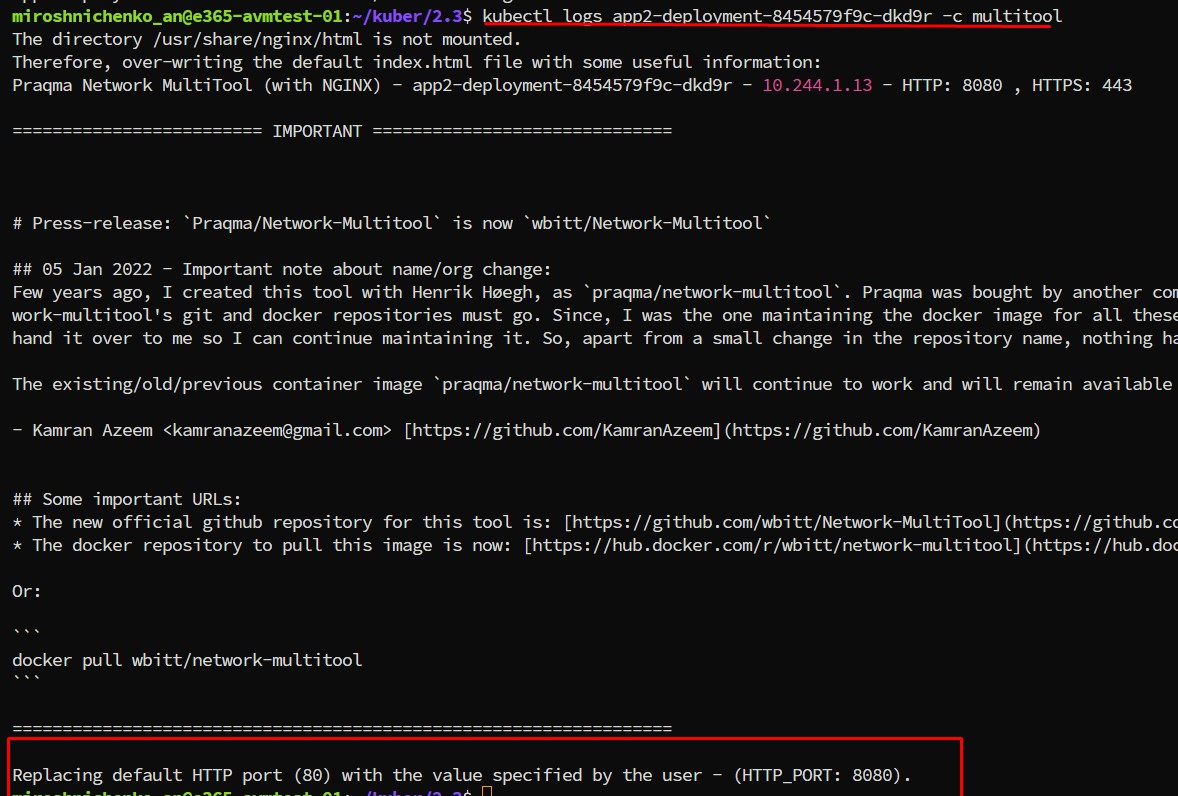 miroshnichenko_an@e365-avmtest-01:~/kuber/2.3$ kubectl logs app2-deployment-8454579f9c-dkd9r -c multitool
The directory /usr/share/nginx/html is not mounted.
Therefore, over-writing the default index.html file with some useful information:
Praqma Network MultiTool (with NGINX) - app2-deployment-8454579f9c-dkd9r - 10.244.1.13 - HTTP: 8080 , HTTPS: 443
========================= IMPORTANT ==============================
# Press-release: `Praqma/Network-Multitool` is now `wbitt/Network-Multitool`
## 05 Jan 2022 - Important note about name/org change:
Few years ago, I created this tool with Henrik Høegh, as `praqma/network-multitool`. Praqma was bought by another com
work-multitool's git and docker repositories must go. Since, I was the one maintaining the docker image for all these
hand it over to me so I can continue maintaining it. So, apart from a small change in the repository name, nothing ha
The existing/old/previous container image `praqma/network-multitool` will continue to work and will remain available
- Kamran Azeem <kamranazeem@gmail.com> [https://github.com/KamranAzeem](https://github.com/KamranAzeem)
## Some important URLs:
* The new official github repository for this tool is: [https://github.com/wbitt/Network-MultiTool](https://github.co
* The docker repository to pull this image is now: [https://hub.docker.com/r/wbitt/network-multitool](https://hub.doc
Or:
```
docker pull wbitt/network-multitool
```
==================================================================
Replacing default HTTP port (80) with the value specified by the user - (HTTP_PORT: 8080).
miroshnichenko_an@e365-avmtest-01:~/kuber/2.3$